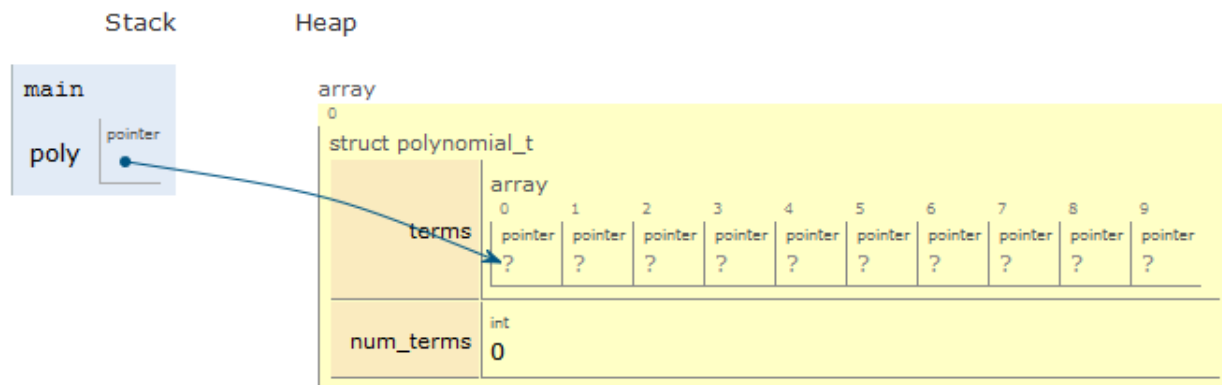 Stack Heap
main
poly pointer
array
0
struct polynomial_t
terms
array
0 1 2 3 4 5 6 7 8 9
pointer pointer pointer pointer pointer pointer pointer pointer pointer pointer
? ? ? ? ? ? ? ? ? ?
num_terms
int
0